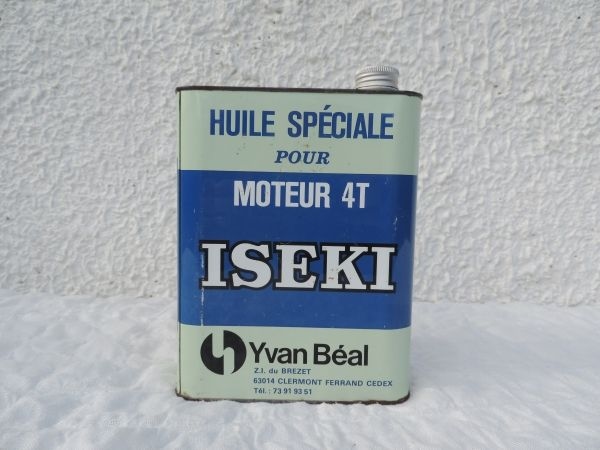 HUILE SPÉCIALE
POUR
MOTEUR 4T
ISEKI
Yvan Béal
Z.I. du BREZET
63014 CLERMONT FERRAND CEDEX
Tél. : 73 91 93 51